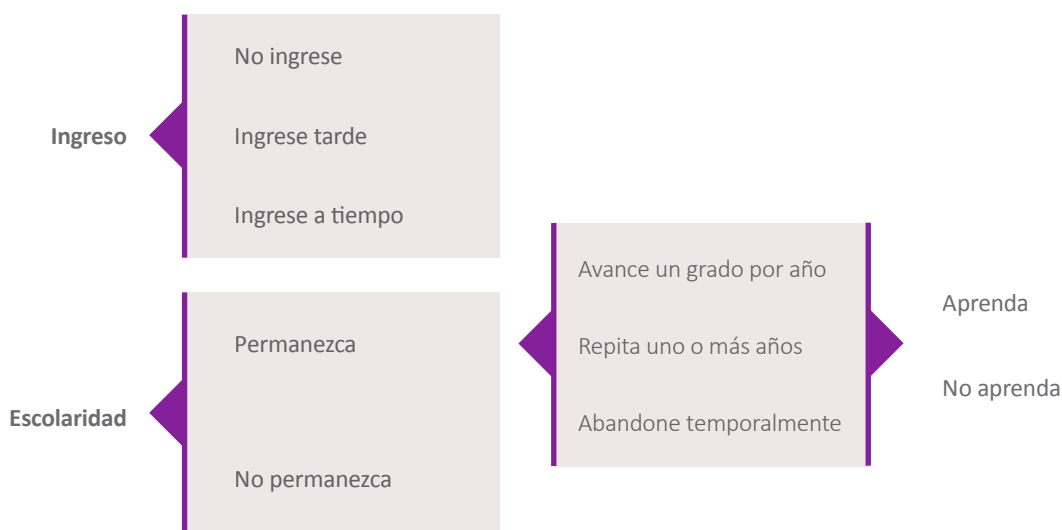 Ingreso
No ingrese
Ingrese tarde
Ingrese a tiempo
Escolaridad
Permanezca
No permanezca
Avance un grado por año
Repita uno o más años
Abandone temporalmente
Aprenda
No aprenda